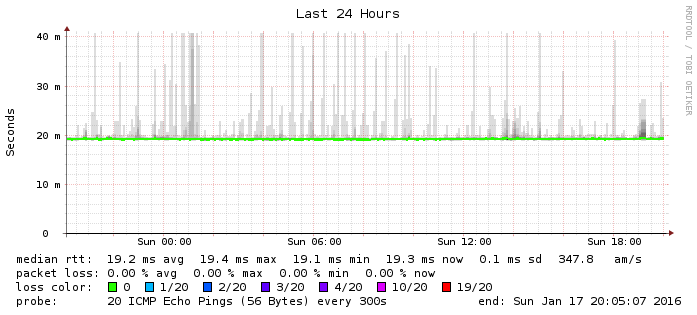 Last 24 Hours
RRDTOOL / TOBI OETIKER
Seconds
40 m
30 m
20 m
10 m
0
Sun 00:00 Sun 06:00 Sun 12:00 Sun 18:00
median rtt: 19.2 ms avg 19.4 ms max 19.1 ms min 19.3 ms now 0.1 ms sd 347.8 am/s
packet loss: 0.00 % avg 0.00 % max 0.00 % min 0.00 % now
loss color: 0 1/20 2/20 3/20 4/20 10/20 19/20
probe: 20 ICMP Echo Pings (56 Bytes) every 300s end: Sun Jan 17 20:05:07 2016